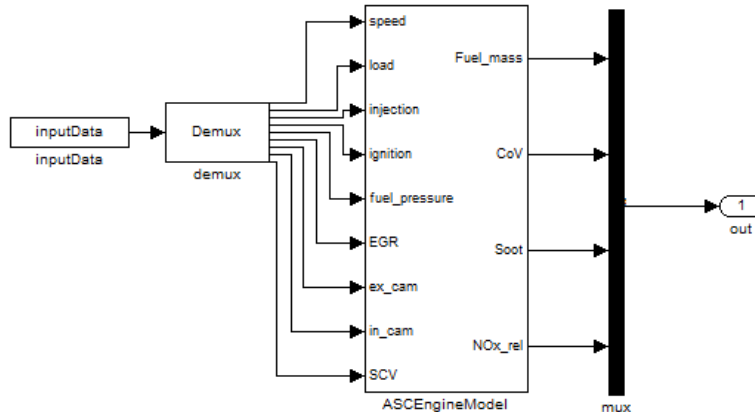 speed
Fuel_mass
load
injection
inputData
Demux
ignition
CoV
inputData
demux
fuel_pressure
1
EGR
Soot
out
ex_cam
in_cam
NOx_rel
SCV
ASCEngineModel
mux